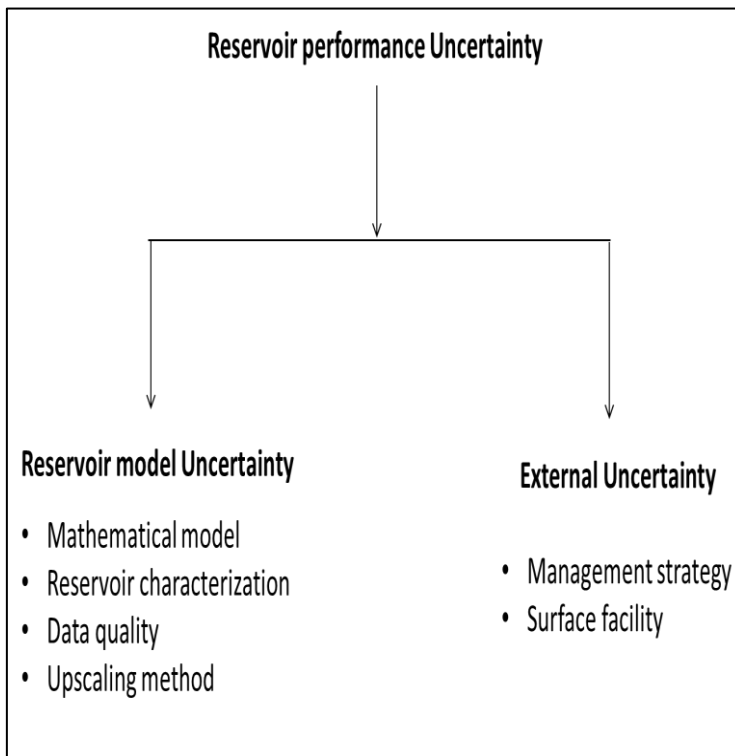 Reservoir performance Uncertainty
Reservoir model Uncertainty
• Mathematical model
• Reservoir characterization
• Data quality
• Upscaling method
External Uncertainty
• Management strategy
• Surface facility